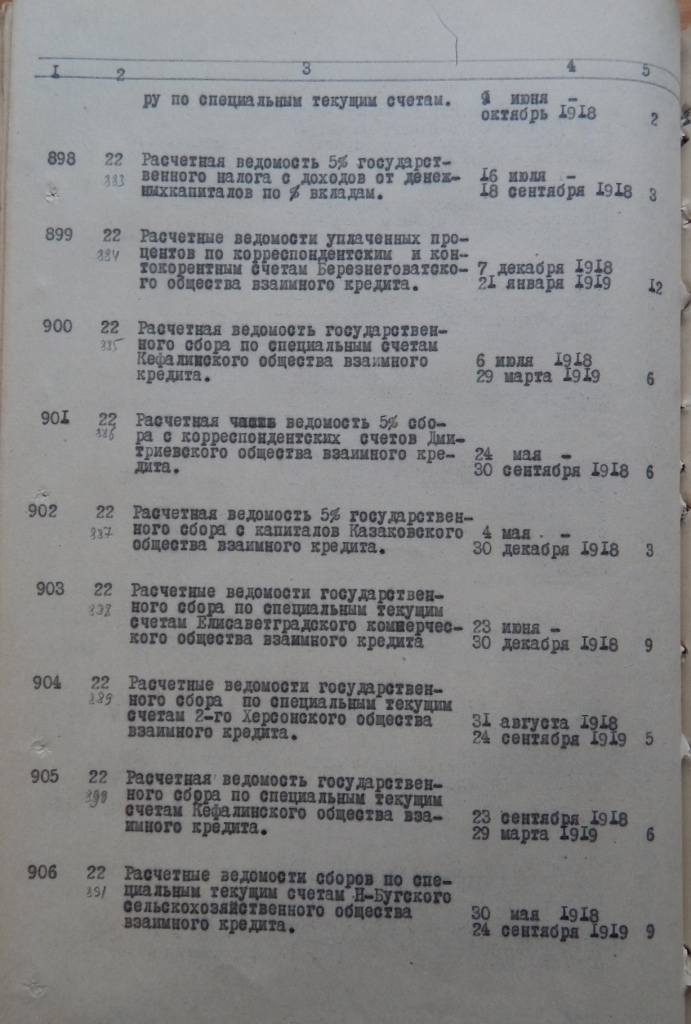 1 2 3 4 5
ру по специальным текущим счетам. 1 июня -
октябрь 1918 2
898 22 Расчетная ведомость 5% государст-
883 венного налога с доходов от денеж- 16 июля -
ныхкапиталов по % вкладам. 18 сентября 1918 3
899 22 Расчетные ведомости уплаченных про-
884 центов по корреспондентским и кон-
токорентным счетам Березнеговатско- 7 декабря 1918
го общества взаимного кредита. 21 января 1919 12
900 22 Расчетная ведомость государствен-
885 ного сбора по специальным счетам
Кефалинского общества взаимного 6 июля 1918
кредита. 29 марта 1919 6
901 22 Расчетная ведомость 5% сбо-
886 ра с корреспондентских счетов Дми-
триевского общества взаимного кре- 24 мая -
дита. 30 сентября 1918 6
902 22 Расчетная ведомость 5% государствен-
887 ного сбора с капиталов Казаковского 4 мая -
общества взаимного кредита. 30 декабря 1918 3
903 22 Расчетные ведомости государствен-
888 ного сбора по специальным текущим
счетам Елисаветградского коммерчес- 23 июня -
кого общества взаимного кредита 30 декабря 1918 9
904 22 Расчетные ведомости государствен-
889 ного сбора по специальным текущим
счетам 2-го Херсонского общества 31 августа 1918
взаимного кредита. 24 сентября 1919 5
905 22 Расчетная ведомость государствен-
890 ного сбора по специальным текущим
счетам Кефалинского общества вза- 23 сентября 1918
имного кредита. 29 марта 1919 6
906 22 Расчетные ведомости сборов по спе-
891 циальным текущим счетам Н-Бугского
сельскохозяйственного общества 30 мая 1918
взаимного кредита. 24 сентября 1919 9